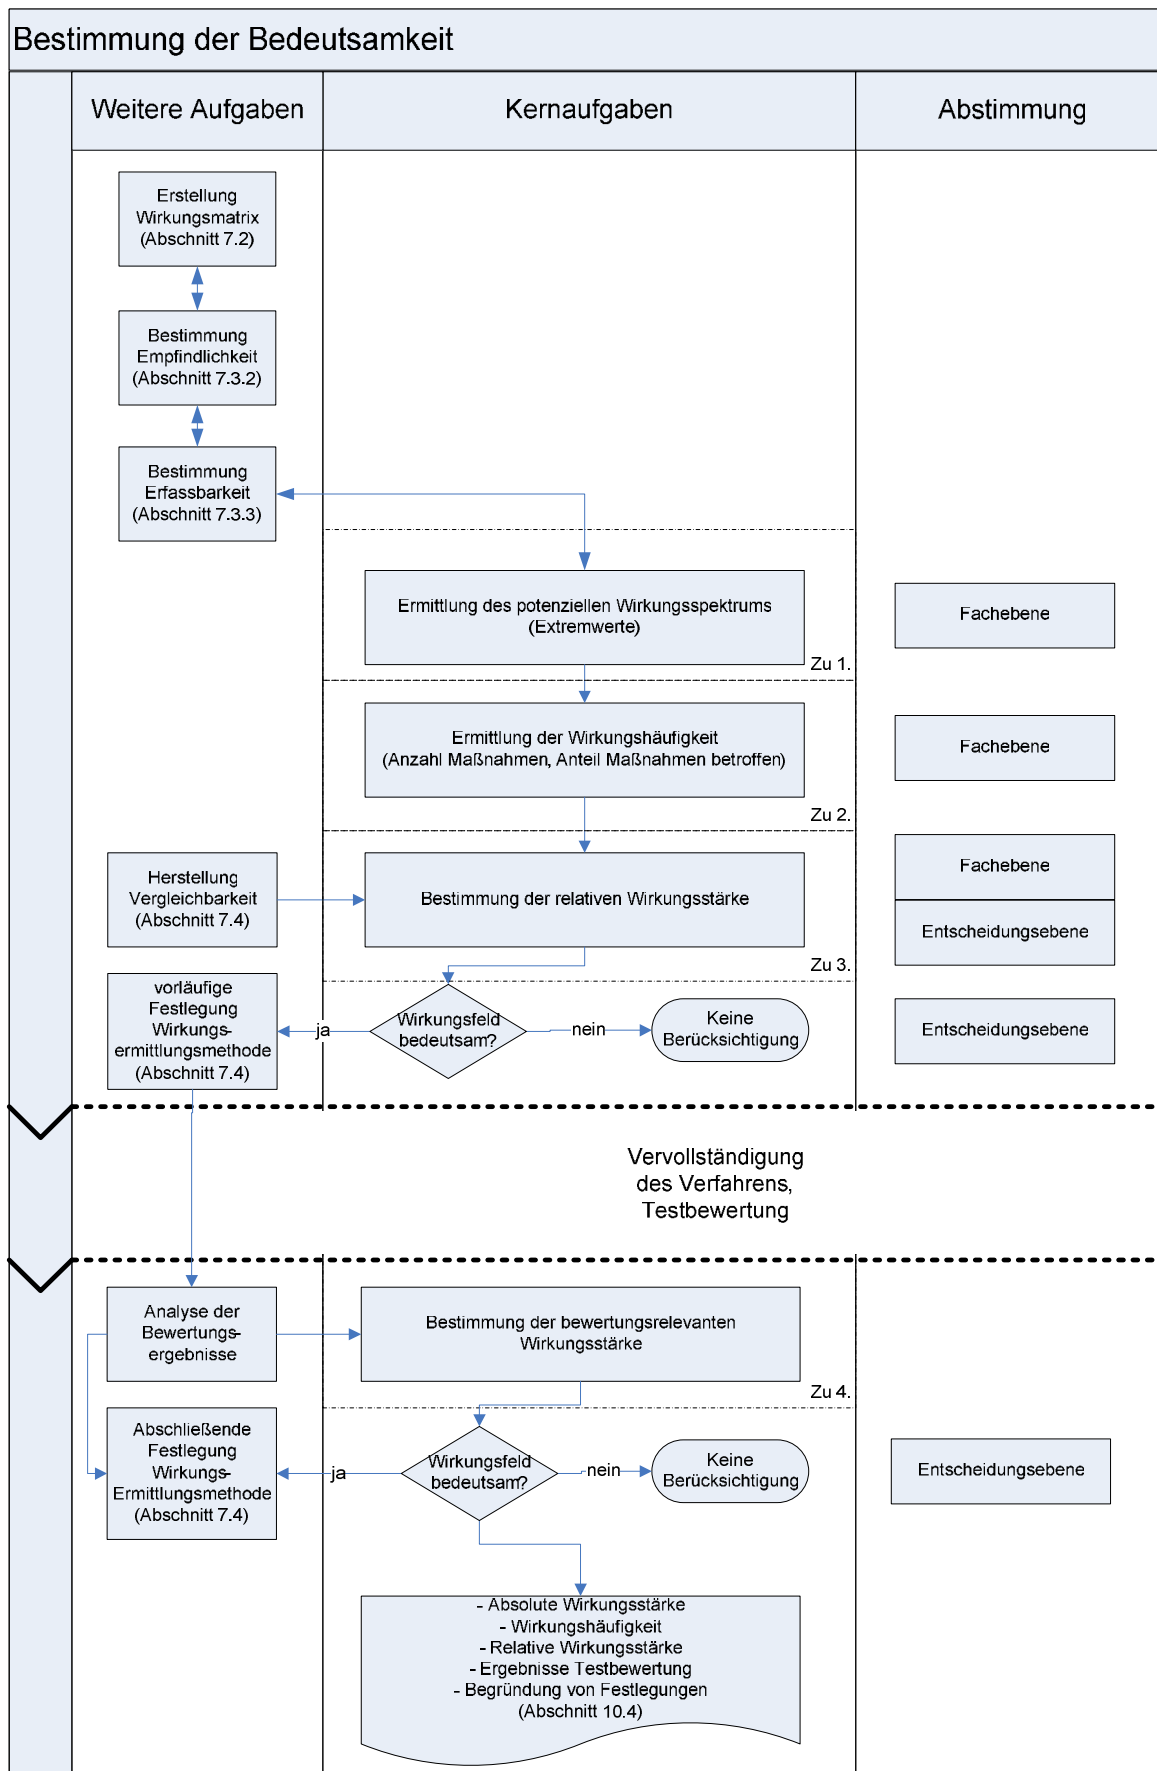 Bestimmung der Bedeutsamkeit
Weitere Aufgaben
Kernaufgaben
Abstimmung
Erstellung
Wirkungsmatrix
(Abschnitt 7.2)
Bestimmung
Empfindlichkeit
(Abschnitt 7.3.2)
Bestimmung
Erfassbarkeit
(Abschnitt 7.3.3)
Ermittlung des potenziellen Wirkungsspektrums
(Extremwerte)
Zu 1.
Fachebene
Ermittlung der Wirkungshäufigkeit
(Anzahl Maßnahmen, Anteil Maßnahmen betroffen)
Zu 2.
Fachebene
Herstellung
Vergleichbarkeit
(Abschnitt 7.4)
Bestimmung der relativen Wirkungsstärke
Zu 3.
Fachebene
Entscheidungsebene
vorläufige
Festlegung
Wirkungs-
ermittlungsmethode
(Abschnitt 7.4)
ja
Wirkungsfeld
bedeutsam?
nein
Keine
Berücksichtigung
Entscheidungsebene
Vervollständigung
des Verfahrens,
Testbewertung
Analyse der
Bewertungs-
ergebnisse
Bestimmung der bewertungsrelevanten
Wirkungsstärke
Zu 4.
Abschließende
Festlegung
Wirkungs-
Ermittlungsmethode
(Abschnitt 7.4)
ja
Wirkungsfeld
bedeutsam?
nein
Keine
Berücksichtigung
Entscheidungsebene
- Absolute Wirkungsstärke
- Wirkungshäufigkeit
- Relative Wirkungsstärke
- Ergebnisse Testbewertung
- Begründung von Festlegungen
(Abschnitt 10.4)